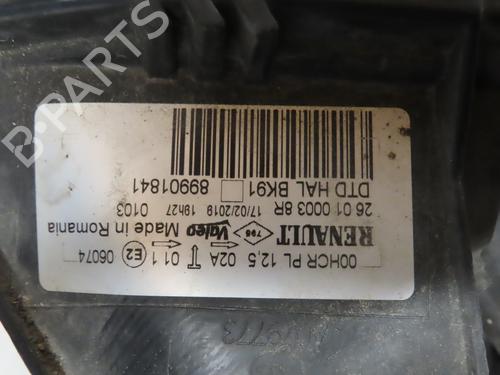 B-PARTS
00HCR PL 12.5 02A 01 1 E2 06074
RENAULT 796 Valeo Made in Romania
26 01 0003 8R 17/02/2019 19h27 0103
DTD HAL BK91 89901841